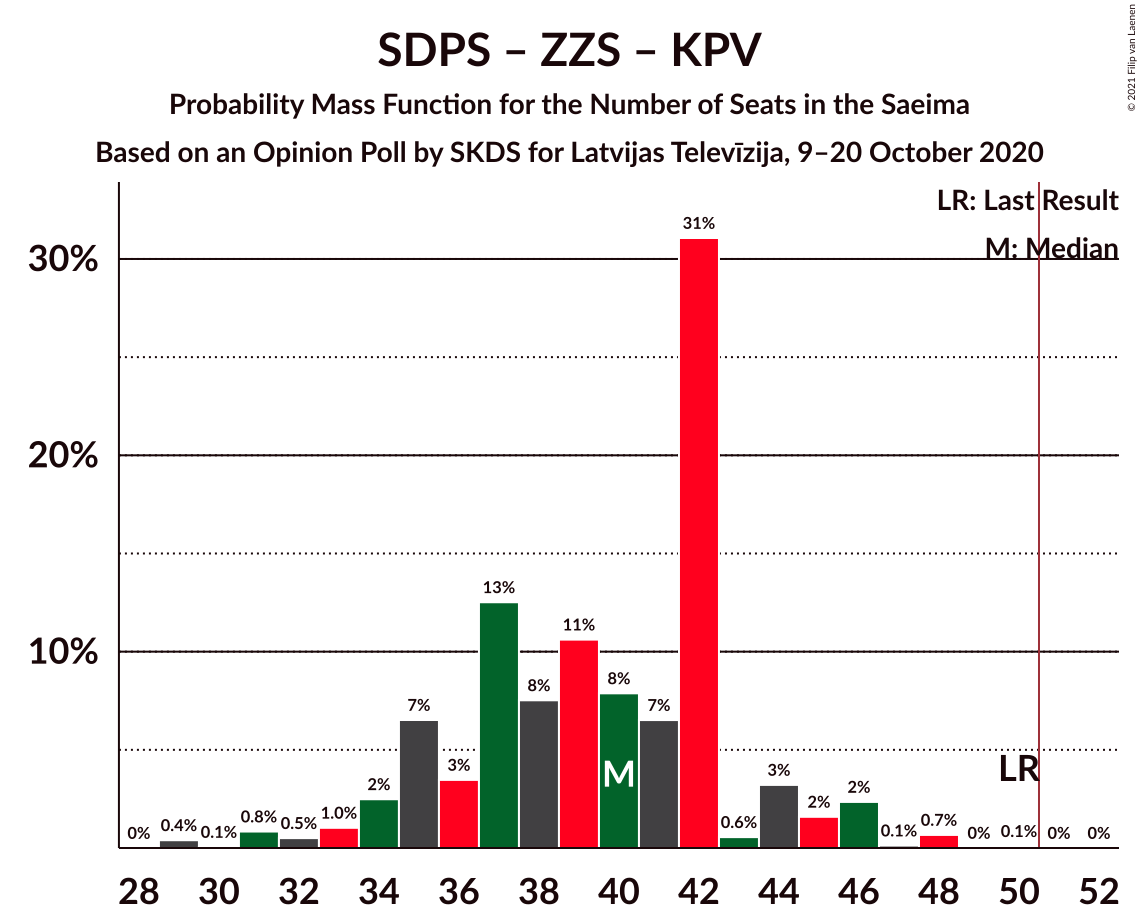 SDPS – ZZS – KPV
Probability Mass Function for the Number of Seats in the Saeima
Based on an Opinion Poll by SKDS for Latvijas Televīzija, 9–20 October 2020
© 2021 Filip van Laenen
LR: Last Result
M: Median
30%
20%
10%
0% 0.4% 0.1% 0.8% 0.5% 1.0% 2% 7% 3% 13% 8% 11% 8% 7% 31% 0.6% 3% 2% 2% 0.1% 0.7% 0% 0.1% 0% 0%
M
LR
28 30 32 34 36 38 40 42 44 46 48 50 52